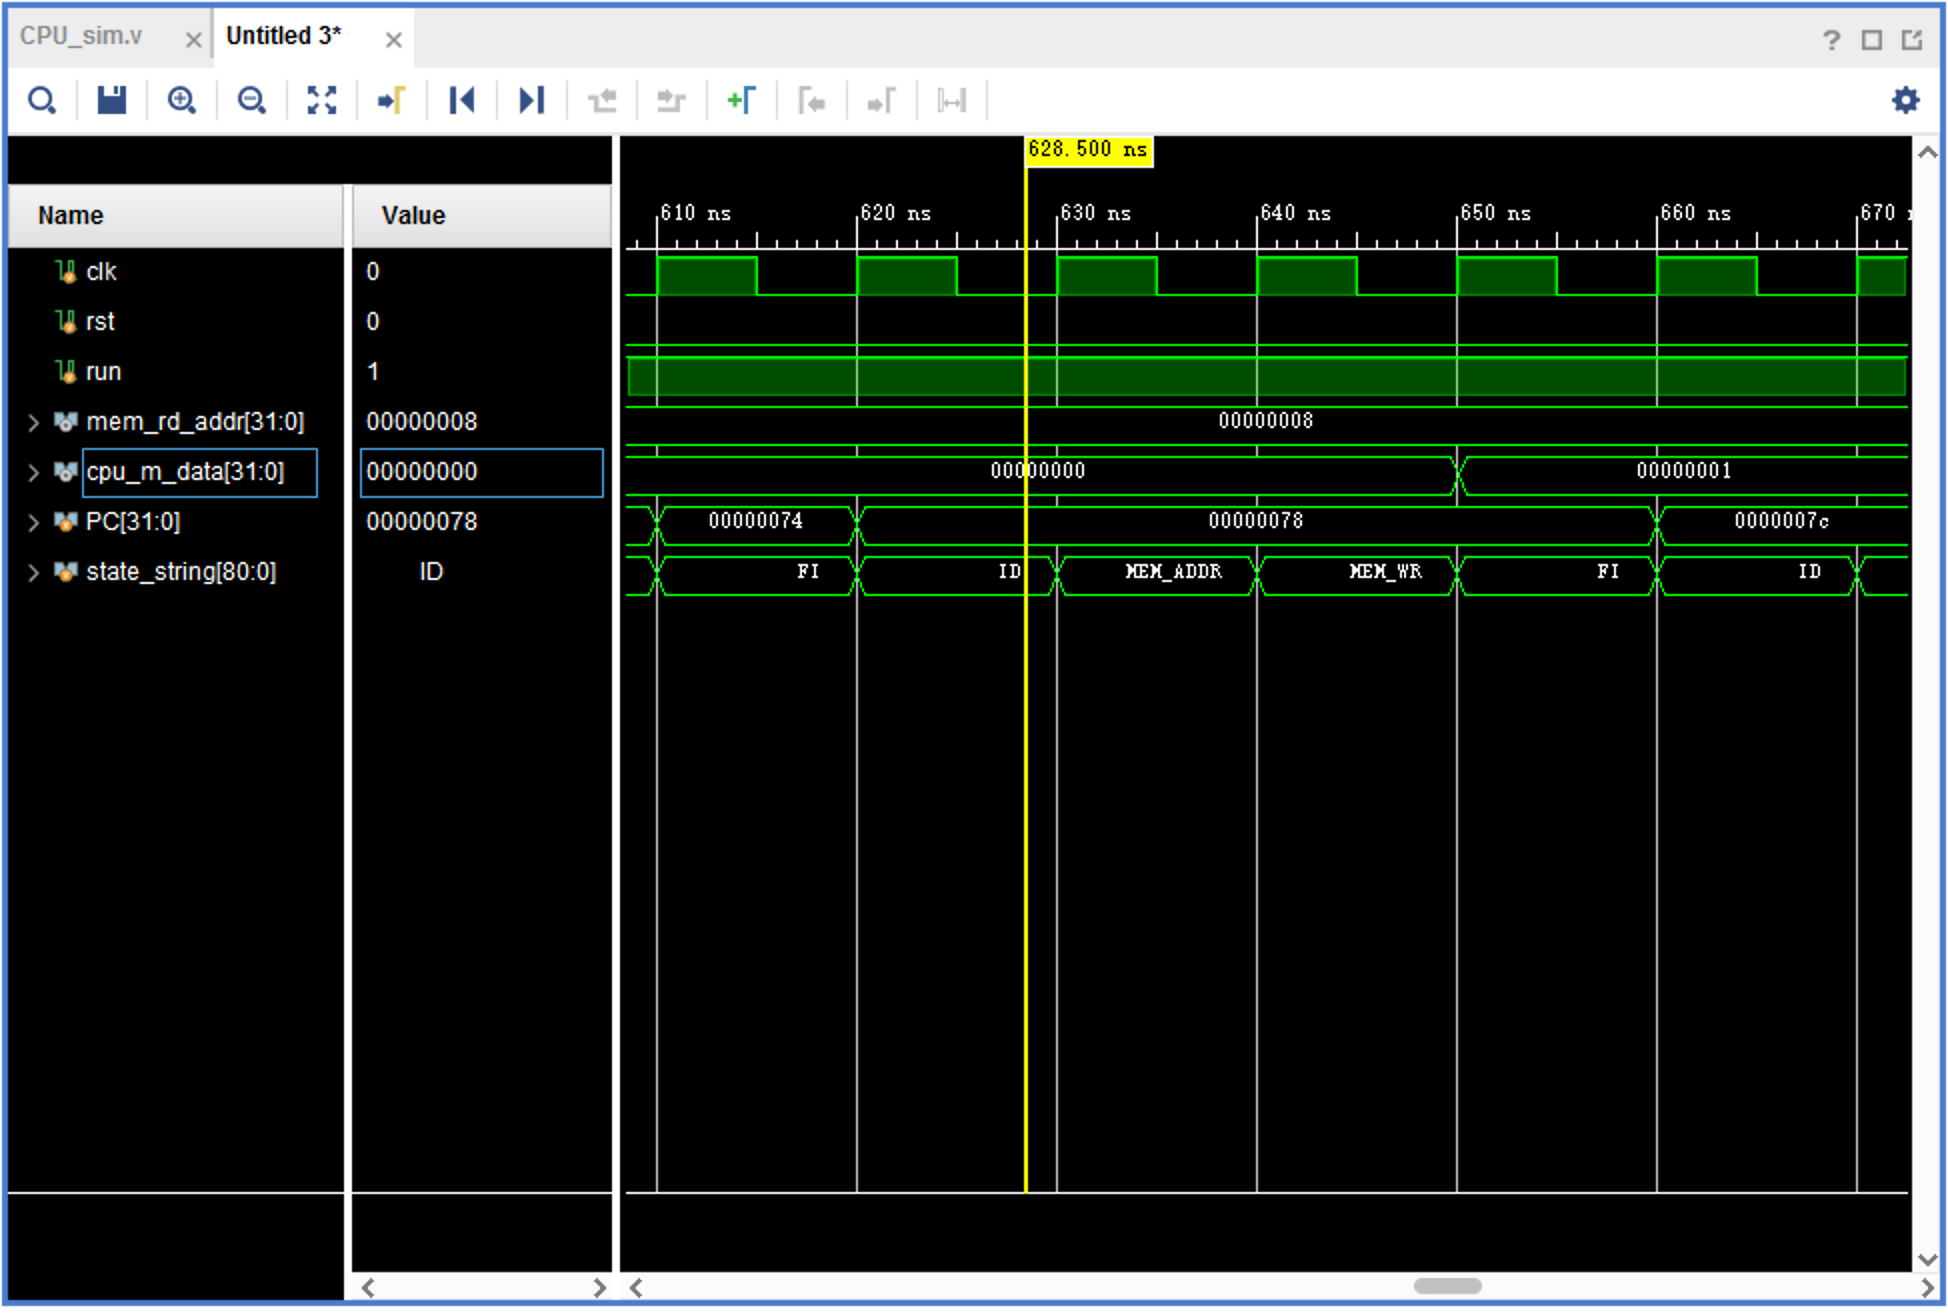 CPU_sim.v Untitled 3*
628.500 ns
Name Value 610 ns 620 ns 630 ns 640 ns 650 ns 660 ns 670
clk 0
rst 0
run 1
mem_rd_addr[31:0] 00000008 00000008
cpu_m_data[31:0] 00000000 00000000 00000001
PC[31:0] 00000078 00000074 00000078 0000007c
state_string[80:0] ID FI ID MEM_ADDR MEM_WR FI ID